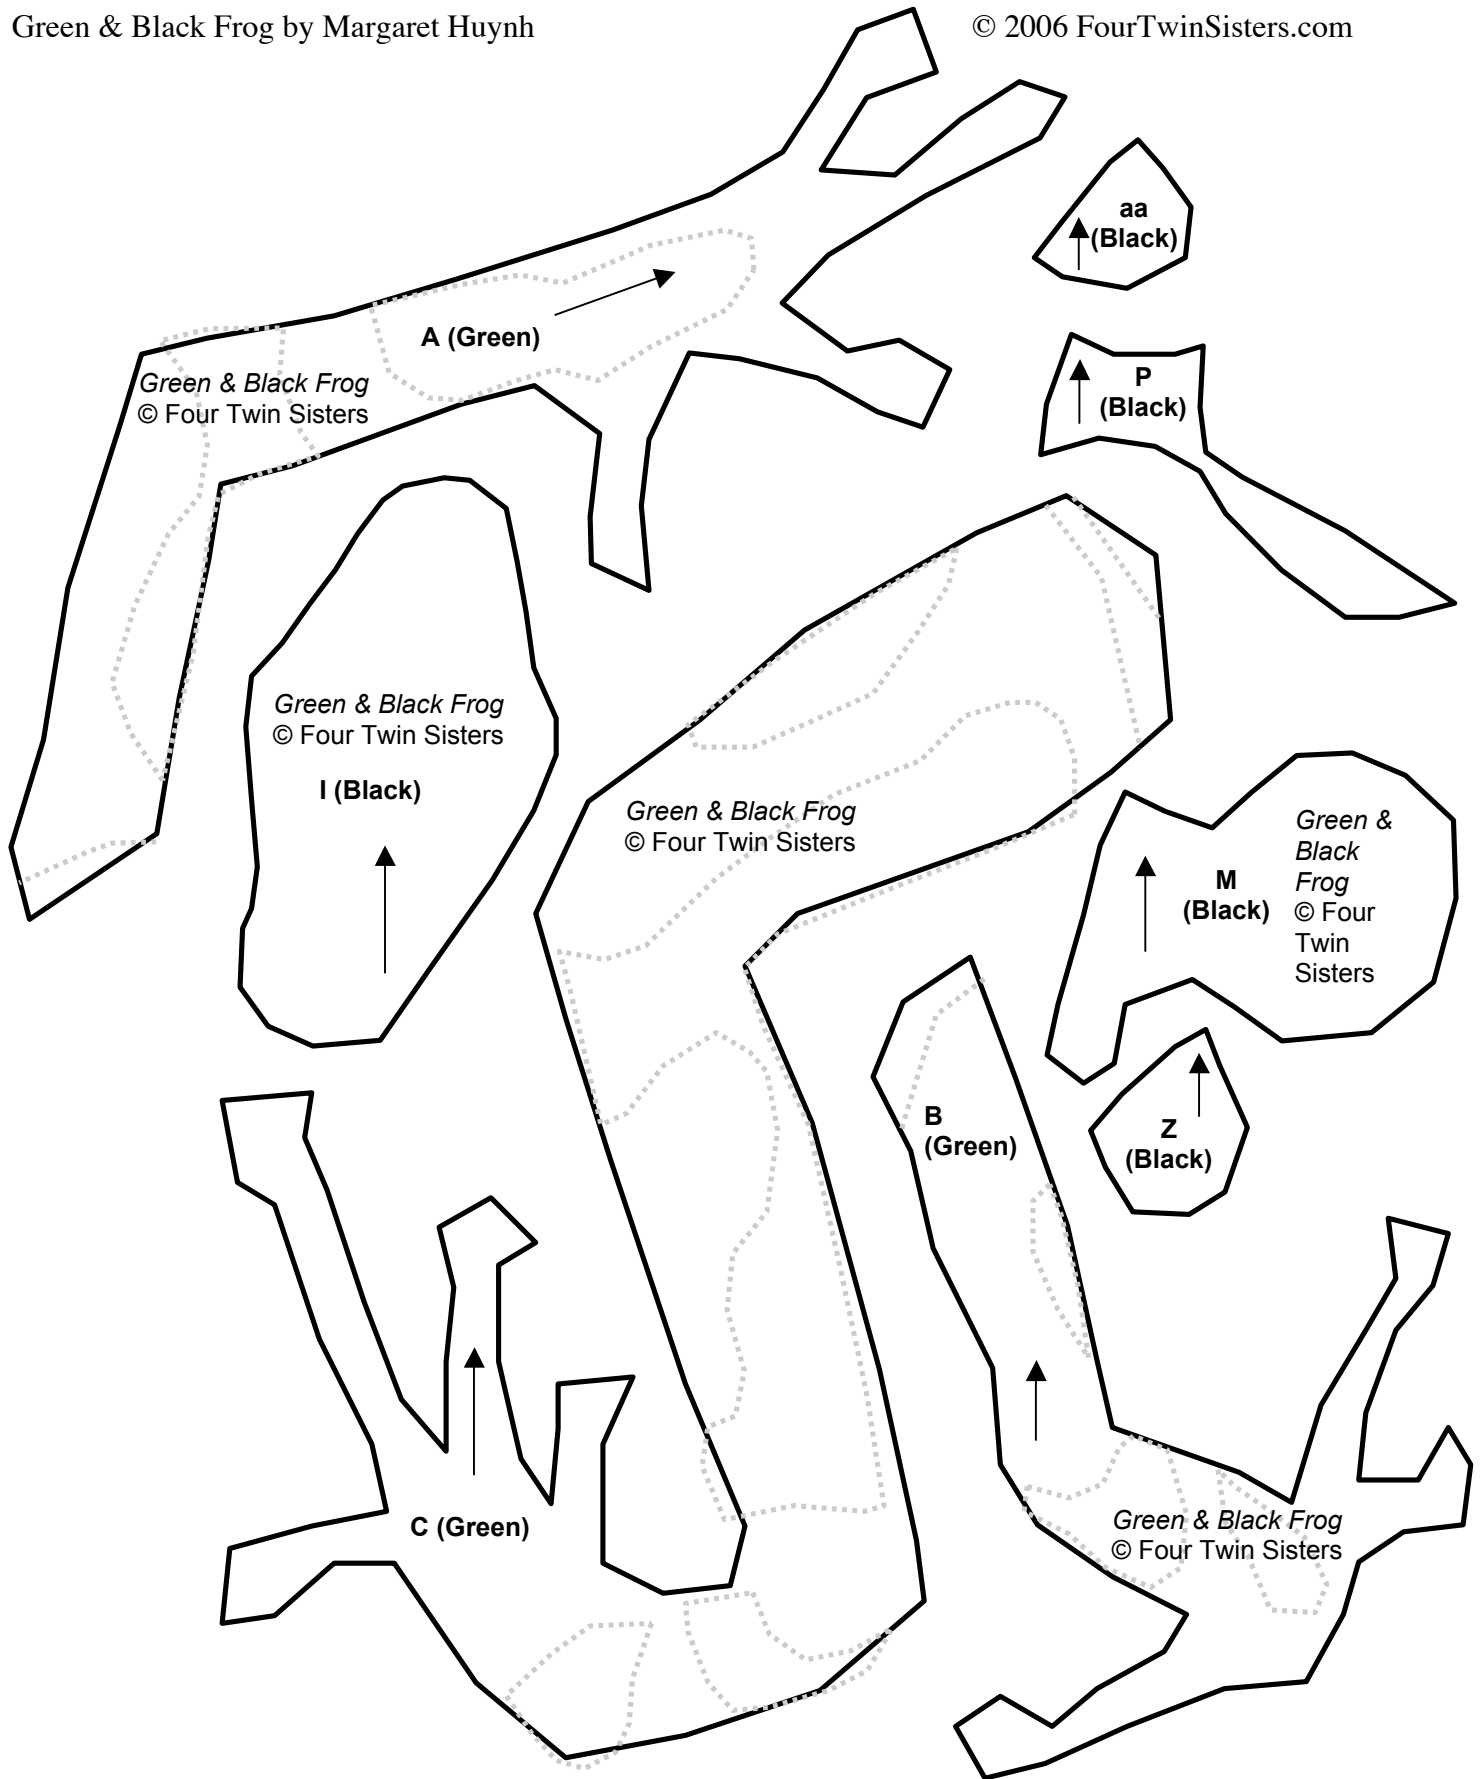 Green & Black Frog by Margaret Huynh
© 2006 FourTwinSisters.com
aa
(Black)
A (Green)
Green & Black Frog
© Four Twin Sisters
P
(Black)
Green & Black Frog
© Four Twin Sisters
I (Black)
Green & Black Frog
© Four Twin Sisters
M
(Black)
Green &
Black
Frog
© Four
Twin
Sisters
B
(Green)
Z
(Black)
C (Green)
Green & Black Frog
© Four Twin Sisters